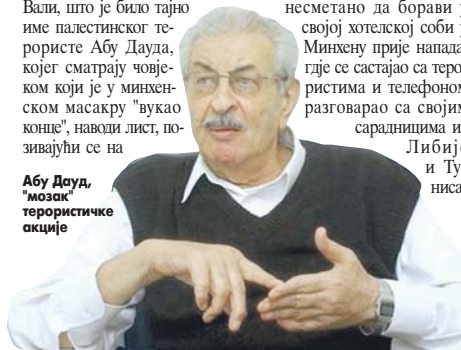 Вали, што је било тајно
име палестинског те-
рористе Абу Дауда,
којег сматрају човје-
ком који је у минхен-
ском масакру "вукао
конце", наводи лист, по-
зивајући се на
Абу Дауд,
"мозак"
терористичке
акције
несметано да борави у
својој хотелској соби у
Минхену прије напада
гдје се састајао са теро
ристима и телефоном
разговарао са својим
сарадницима
Либије
и Ту
ниса